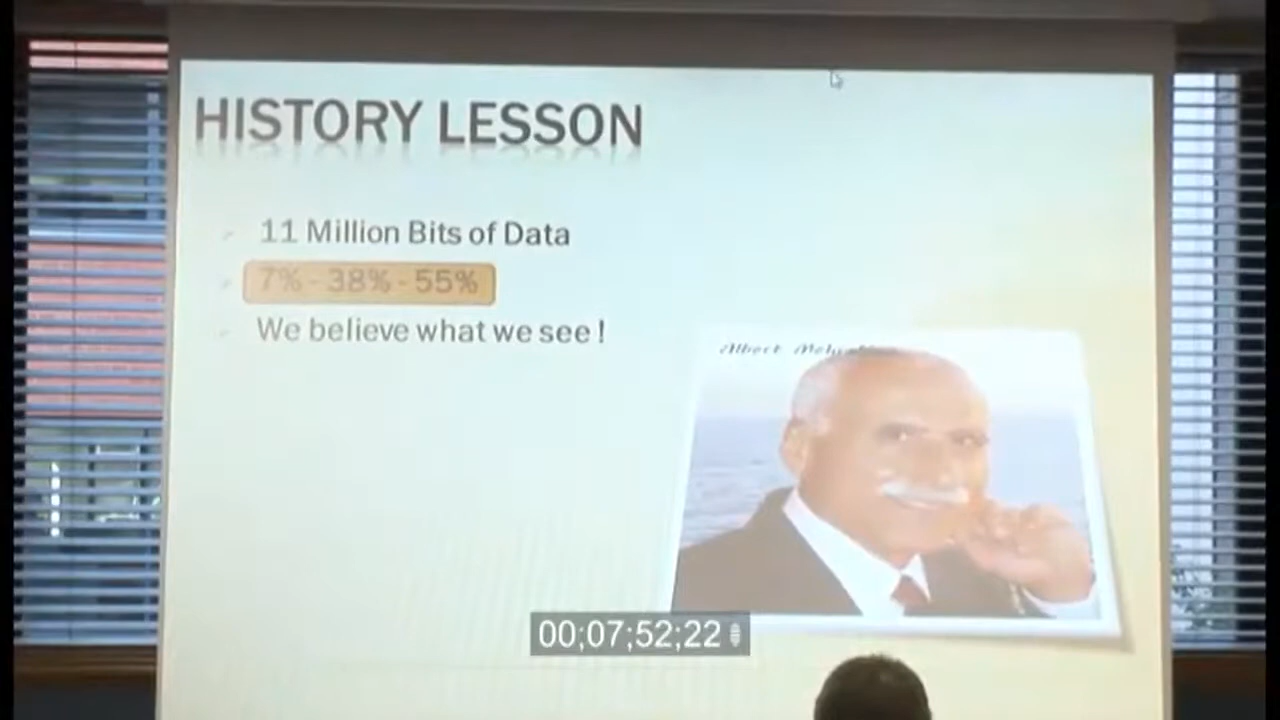 HISTORY LESSON
11 Million Bits of Data
7% - 38% - 55%
We believe what we see !
Albert
00;07;52;22